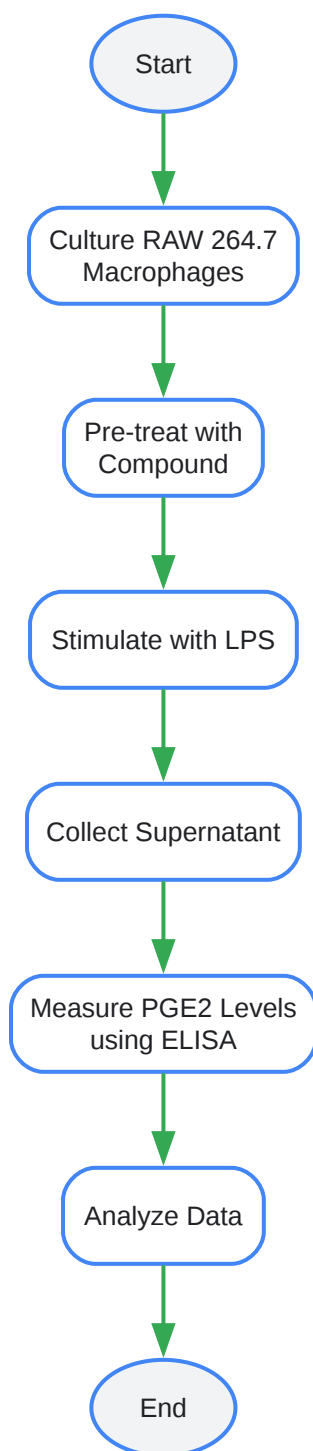 Start
Culture RAW 264.7
Macrophages
Pre-treat with
Compound
Stimulate with LPS
Collect Supernatant
Measure PGE2 Levels
using ELISA
Analyze Data
End